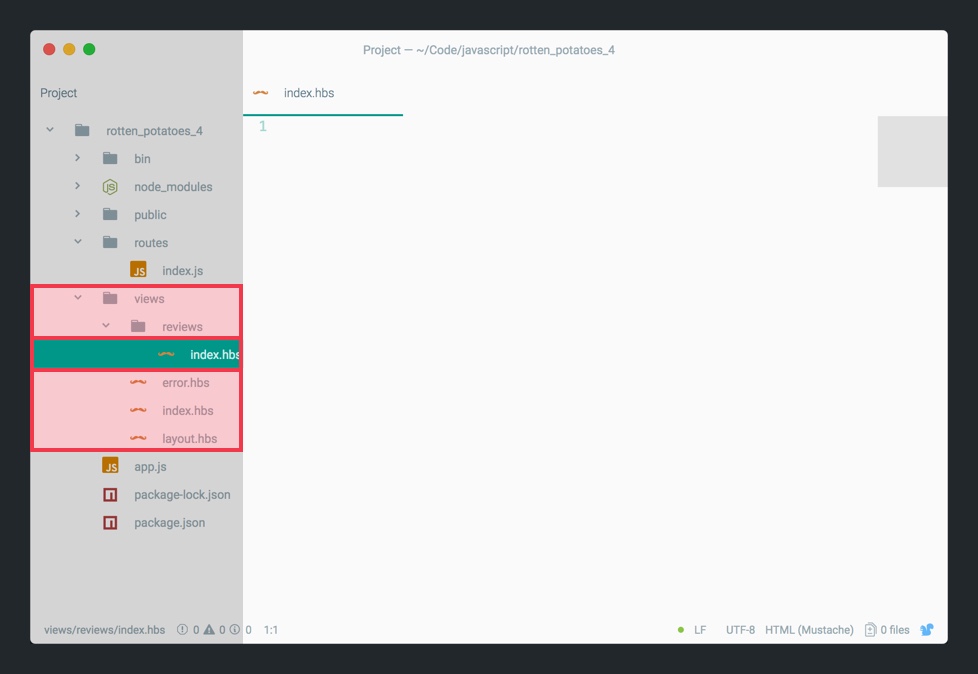 Project — ~/Code/javascript/rotten_potatoes_4
Project
index.hbs
1
rotten_potatoes_4
bin
node_modules
public
routes
JS index.js
views
reviews
index.hbs
error.hbs
index.hbs
layout.hbs
JS app.js
package-lock.json
package.json
views/reviews/index.hbs 0 0 0 1:1 LF UTF-8 HTML (Mustache) 0 files